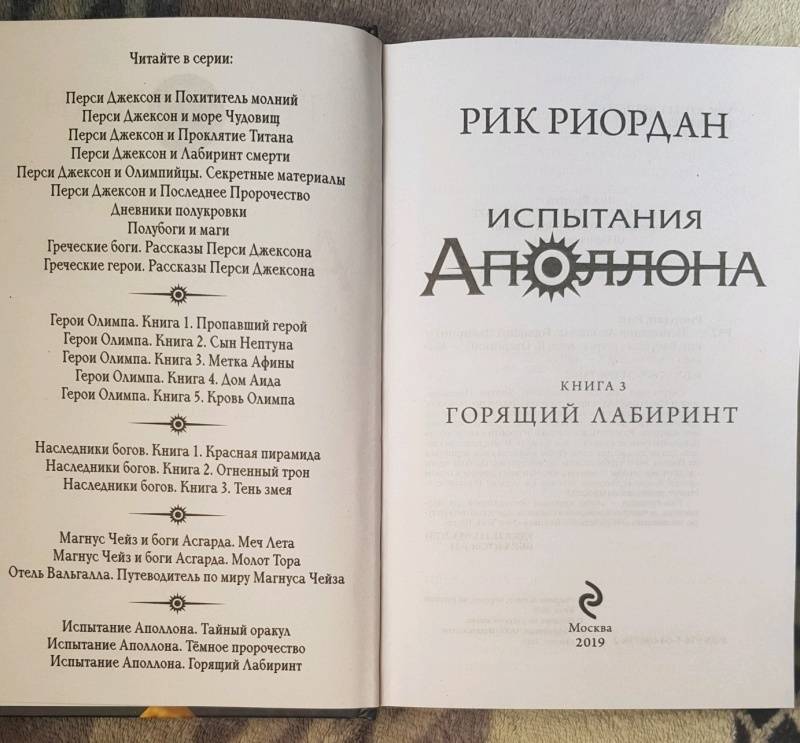 Читайте в серии:
Перси Джексон и Похититель молний
Перси Джексон и море Чудовищ
Перси Джексон и Проклятие Титана
Перси Джексон и Лабиринт смерти
Перси Джексон и Олимпийцы. Секретные материалы
Перси Джексон и Последнее Пророчество
Дневники полукровки
Полубоги и маги
Греческие боги. Рассказы Перси Джексона
Греческие герои. Рассказы Перси Джексона
Герои Олимпа. Книга 1. Пропавший герой
Герои Олимпа. Книга 2. Сын Нептуна
Герои Олимпа. Книга 3. Метка Афины
Герои Олимпа. Книга 4. Дом Аида
Герои Олимпа. Книга 5. Кровь Олимпа
Наследники богов. Книга 1. Красная пирамида
Наследники богов. Книга 2. Огненный трон
Наследники богов. Книга 3. Тень змея
Магнус Чейз и боги Асгарда. Меч Лета
Магнус Чейз и боги Асгарда. Молот Тора
Отель Вальгалла. Путеводитель по миру Магнуса Чейза
Испытание Аполлона. Тайный оракул
Испытание Аполлона. Тёмное пророчество
Испытание Аполлона. Горящий Лабиринт
РИК РИОРДАН
ИСПЫТАНИЯ
АПОЛЛОНА
КНИГА 3
ГОРЯЩИЙ ЛАБИРИНТ
Москва
2019